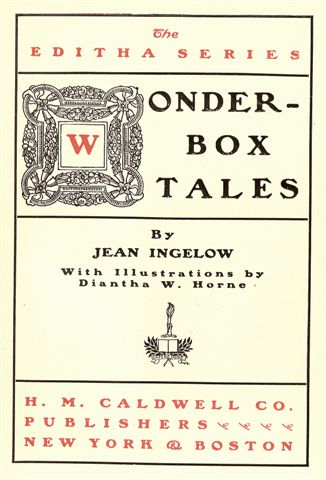 The
EDITHA SERIES
WONDER-
BOX
TALES
By
JEAN INGELOW
With Illustrations by
Diantha W. Horne
H. M. CALDWELL CO.
PUBLISHERS
NEW YORK & BOSTON